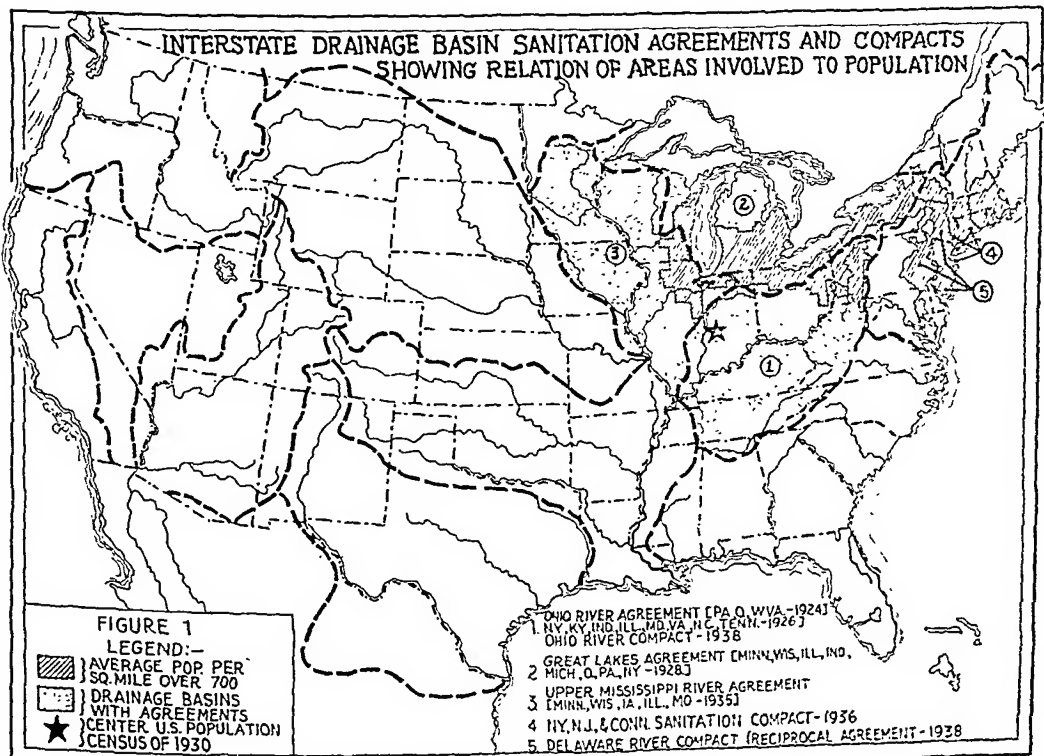 INTERSTATE DRAINAGE BASIN SANITATION AGREEMENTS AND COMPACTS
SHOWING RELATION OF AREAS INVOLVED TO POPULATION
2
3
4
5
1
FIGURE 1
LEGEND:-
AVERAGE POP. PER
SQ. MILE OVER 700
DRAINAGE BASINS
WITH AGREEMENTS
CENTER U.S. POPULATION
CENSUS OF 1930
OHIO RIVER AGREEMENT [PA, O, W.VA.-1924]
1. NY, KY, IND, ILL, MD, VA, N.C, TENN.-1926]
OHIO RIVER COMPACT-1938
GREAT LAKES AGREEMENT [MINN, WIS, ILL, IND,
2 MICH, O, PA, NY-1928]
UPPER MISSISSIPPI RIVER AGREEMENT
3 [MINN, WIS, IA, ILL, MO-1935]
4 NY, N.J., & CONN. SANITATION COMPACT-1936
5. DELAWARE RIVER COMPACT (RECIPROCAL AGREEMENT-1938